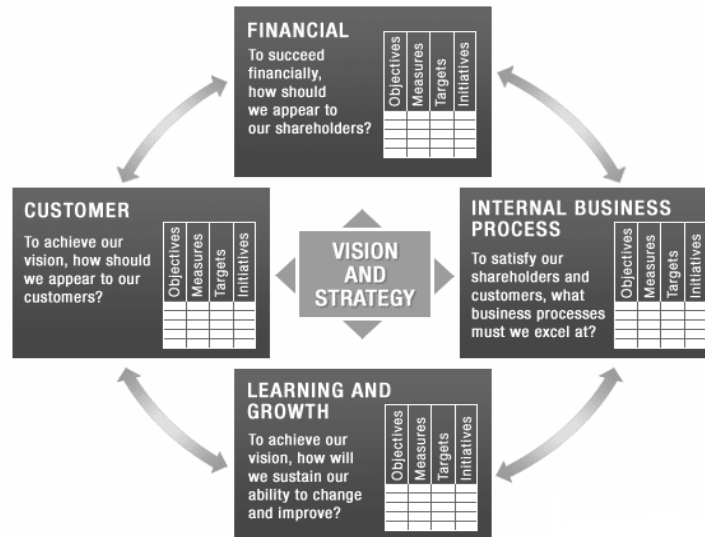 FINANCIAL
To succeed
financially,
how should
we appear to
our shareholders?
Objectives
Measures
Targets
Initiatives
CUSTOMER
To achieve our
vision, how should
we appear to our
customers?
Objectives
Measures
Targets
Initiatives
VISION
AND
STRATEGY
INTERNAL BUSINESS
PROCESS
To satisfy our
shareholders and
customers, what
business processes
must we excel at?
Objectives
Measures
Targets
Initiatives
LEARNING AND
GROWTH
To achieve our
vision, how will
we sustain our
ability to change
and improve?
Objectives
Measures
Targets
Initiatives